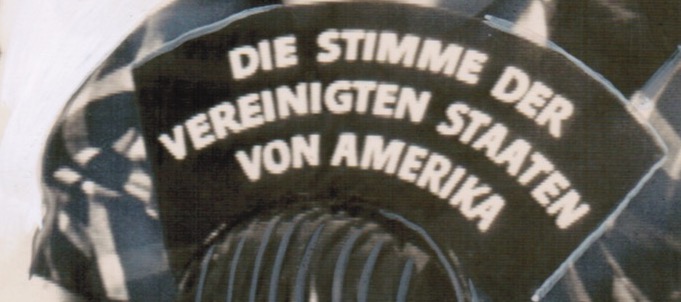 DIE STIMME DER
VEREINIGTEN STAATEN
VON AMERIKA